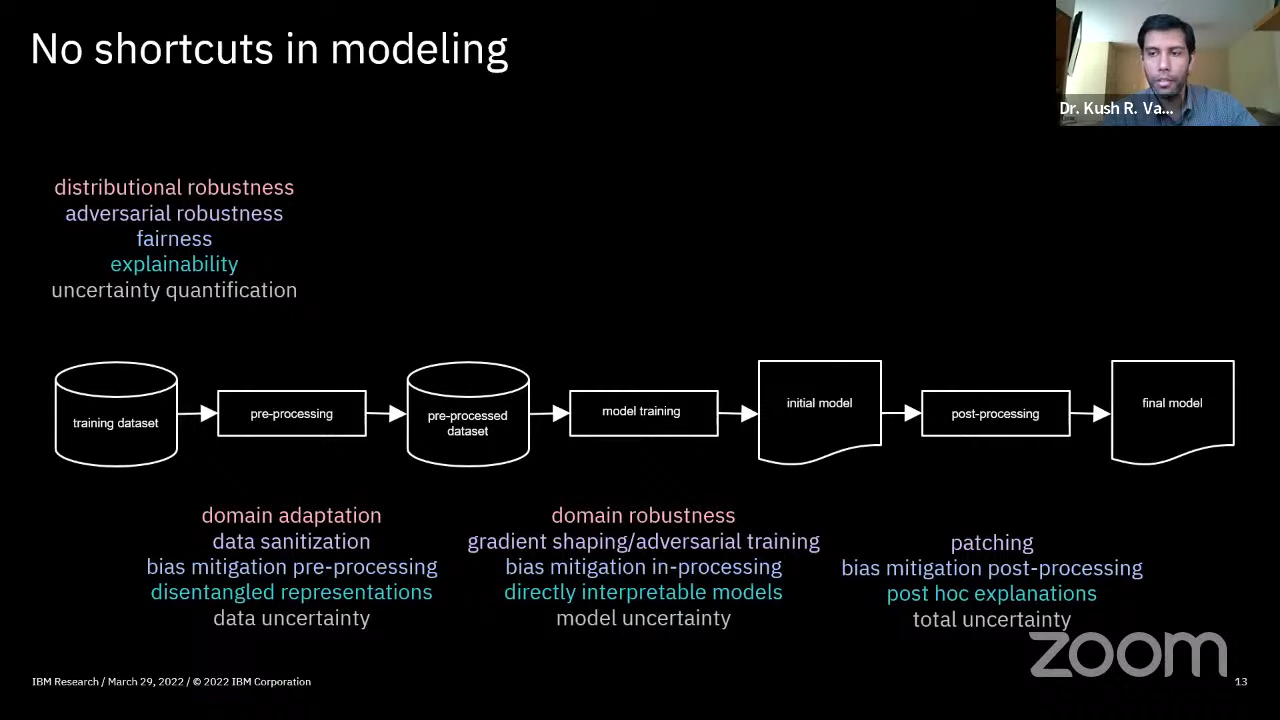 No shortcuts in modeling
Dr. Kush R. Va...
distributional robustness
adversarial robustness
fairness
explainability
uncertainty quantification
training dataset
pre-processing
pre-processed
dataset
model training
initial model
post-processing
final model
domain adaptation
data sanitization
bias mitigation pre-processing
disentangled representations
data uncertainty
domain robustness
gradient shaping/adversarial training
bias mitigation in-processing
directly interpretable models
model uncertainty
patching
bias mitigation post-processing
post hoc explanations
total uncertainty
zoom
IBM Research / March 29, 2022 / © 2022 IBM Corporation
13